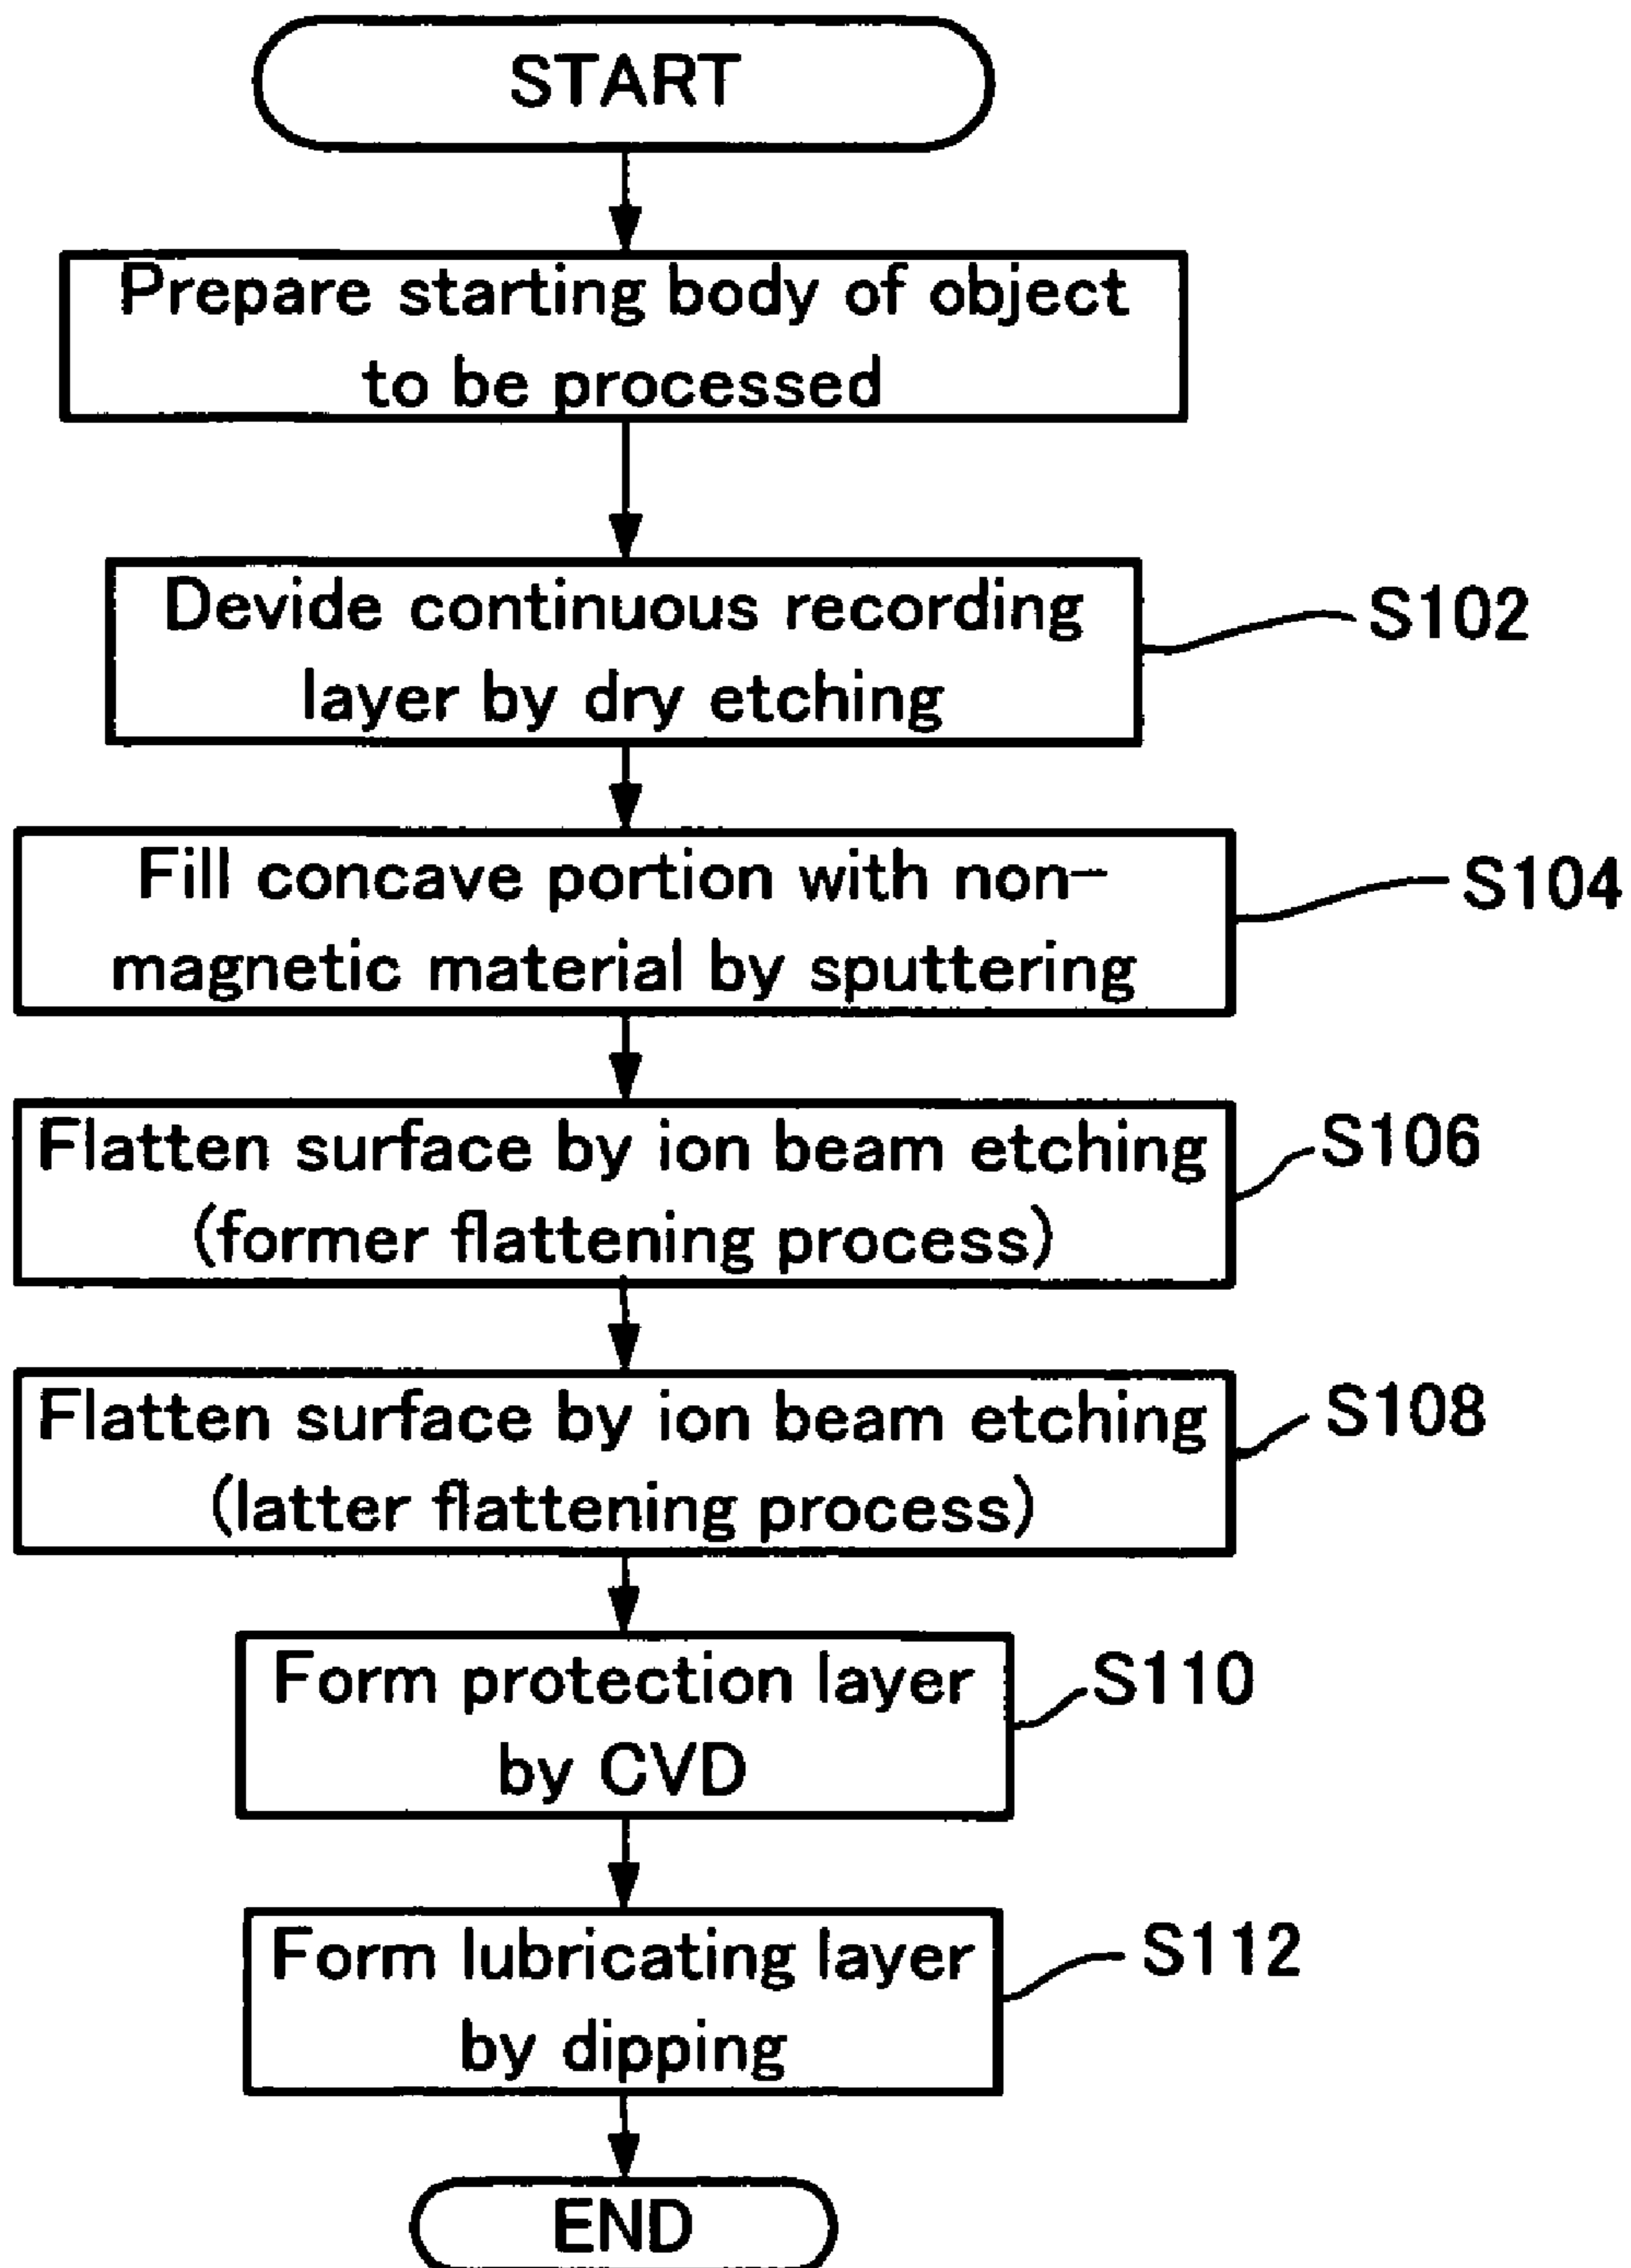 START
Prepare starting body of object
to be processed
Devide continuous recording
layer by dry etching
S102
Fill concave portion with non-
magnetic material by sputtering
S104
Flatten surface by ion beam etching
(former flattening process)
S106
Flatten surface by ion beam etching
(latter flattening process)
S108
Form protection layer
by CVD
S110
Form lubricating layer
by dipping
S112
END